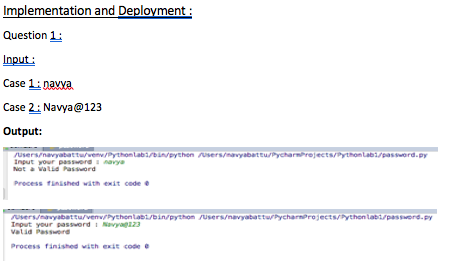 Implementation and Deployment :
Question 1 :
Input :
Case 1 : navya
Case 2 : Navya@123
Output:
/Users/navyabattu/venv/Pythonlab1/bin/python /Users/navyabattu/PycharmProjects/Pythonlab1/password.py
Input your password : navya
Not a Valid Password
Process finished with exit code 0
/Users/navyabattu/venv/Pythonlab1/bin/python /Users/navyabattu/PycharmProjects/Pythonlab1/password.py
Input your password : Navya@123
Valid Password
Process finished with exit code 0